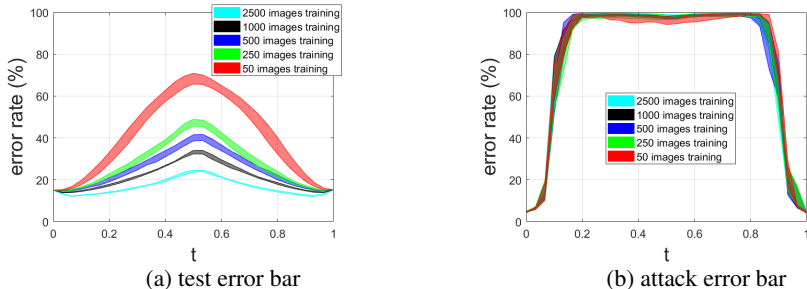 2500 images training
1000 images training
500 images training
250 images training
50 images training
100
80
60
40
20
0
error rate (%)
0 0.2 0.4 0.6 0.8 1
t
(a) test error bar
100
80
60
40
20
0
error rate (%)
2500 images training
1000 images training
500 images training
250 images training
50 images training
0 0.2 0.4 0.6 0.8 1
t
(b) attack error bar